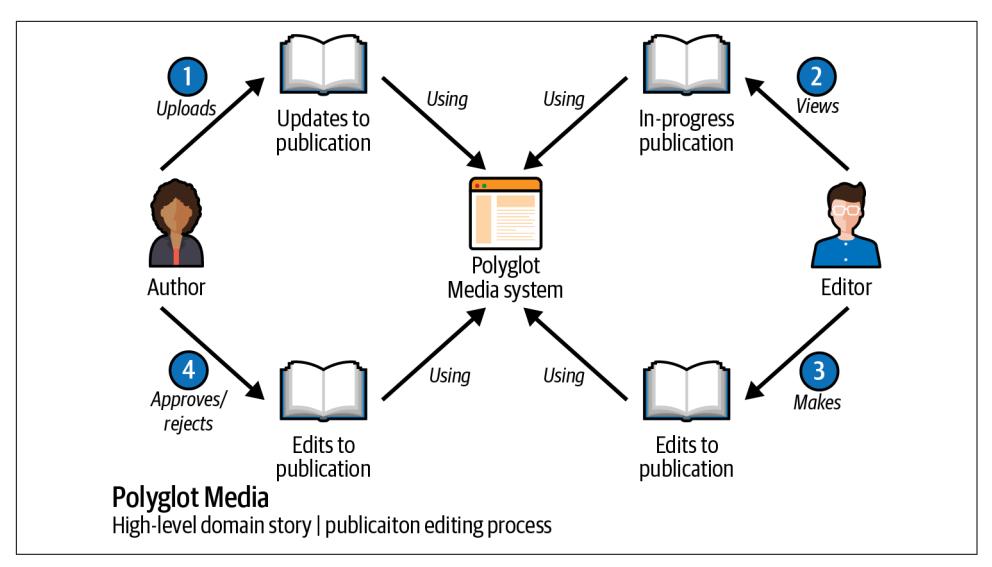 1
Uploads
Updates to
publication
Using
Using
In-progress
publication
2
Views
Author
Polyglot
Media system
Editor
4
Approves/
rejects
Edits to
publication
Using
Using
Edits to
publication
3
Makes
Polyglot Media
High-level domain story | publicaiton editing process